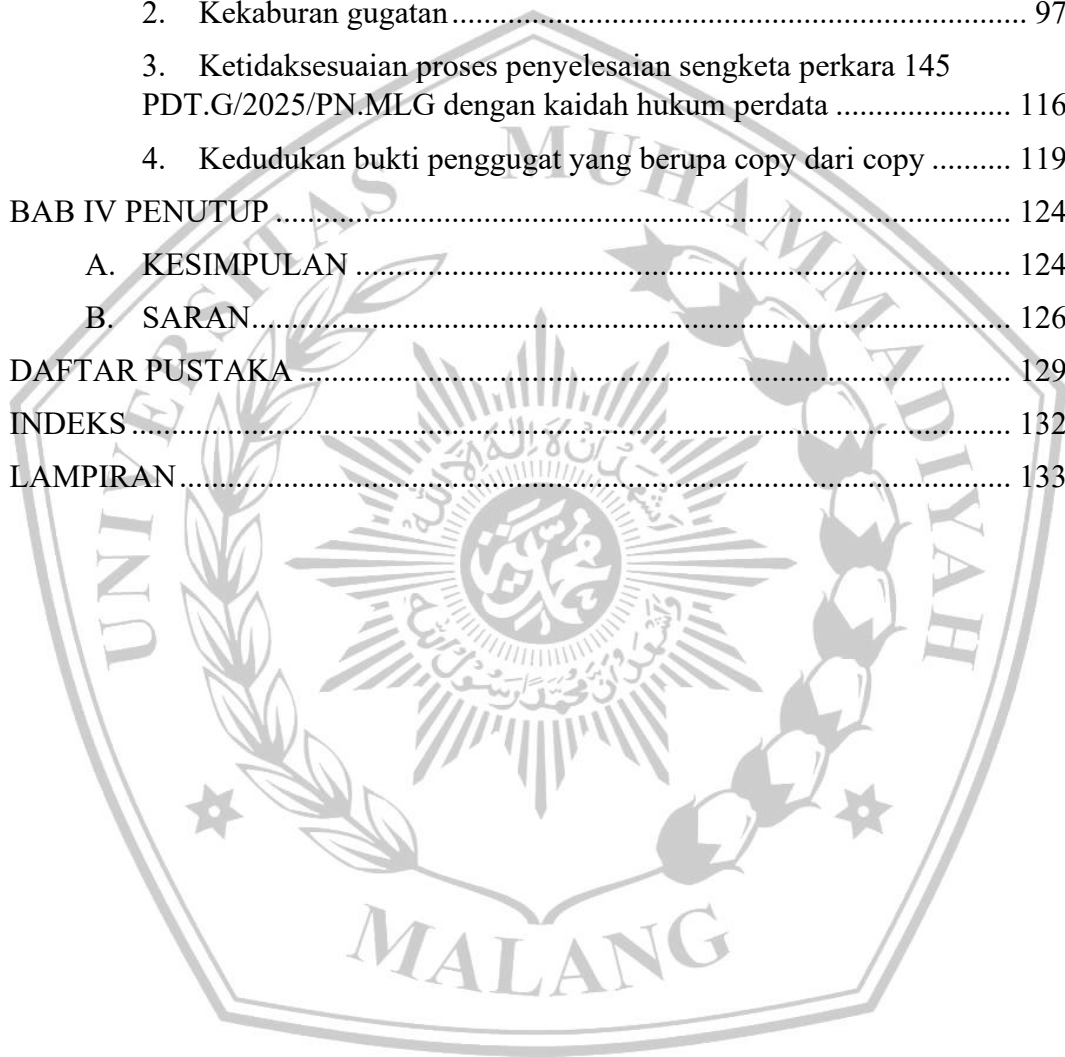 2. Kekaburan gugatan ........................................................................ 97
3. Ketidaksesuaian proses penyelesaian sengketa perkara 145
PDT.G/2025/PN.MLG dengan kaidah hukum perdata ...................... 116
4. Kedudukan bukti penggugat yang berupa copy dari copy .......... 119
BAB IV PENUTUP ............................................................................................. 124
A. KESIMPULAN .................................................................................. 124
B. SARAN ............................................................................................... 126
DAFTAR PUSTAKA .......................................................................................... 129
INDEKS ............................................................................................................... 132
LAMPIRAN ......................................................................................................... 133
UNIVERSITAS MUHAMMADIYAH
MALANG